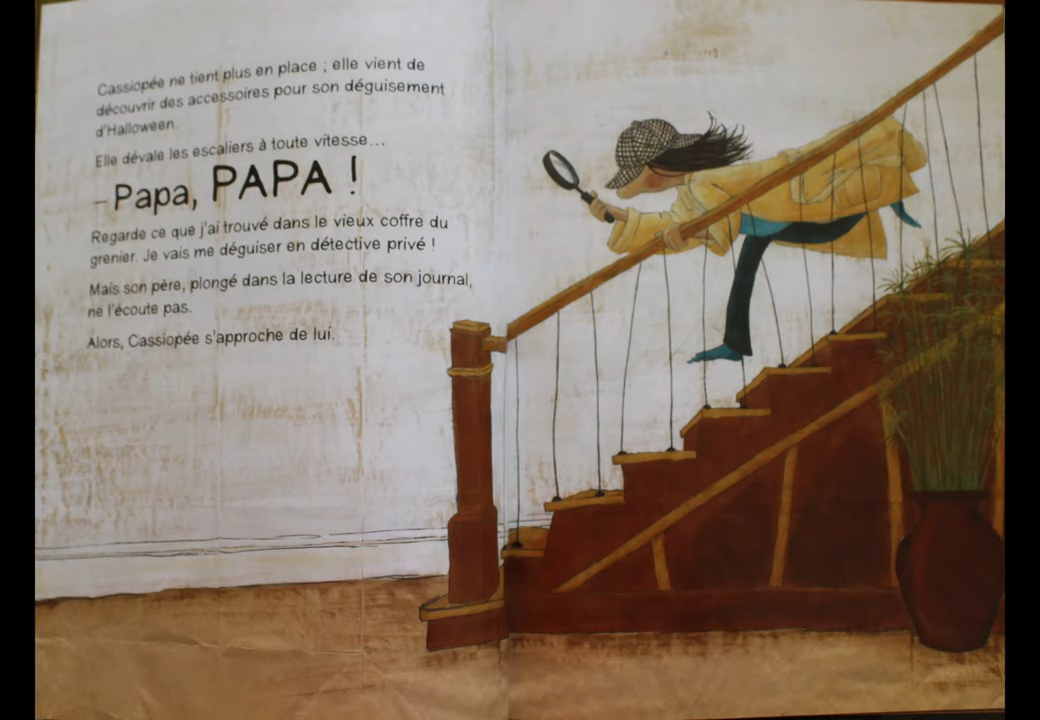 Cassiopée ne tient plus en place ; elle vient de
découvrir des accessoires pour son déguisement
d'Halloween.
Elle dévale les escaliers à toute vitesse...
– Papa, PAPA !
Regarde ce que j'ai trouvé dans le vieux coffre du
grenier. Je vais me déguiser en détective privé !
Mais son père, plongé dans la lecture de son journal,
ne l'écoute pas.
Alors, Cassiopée s'approche de lui.